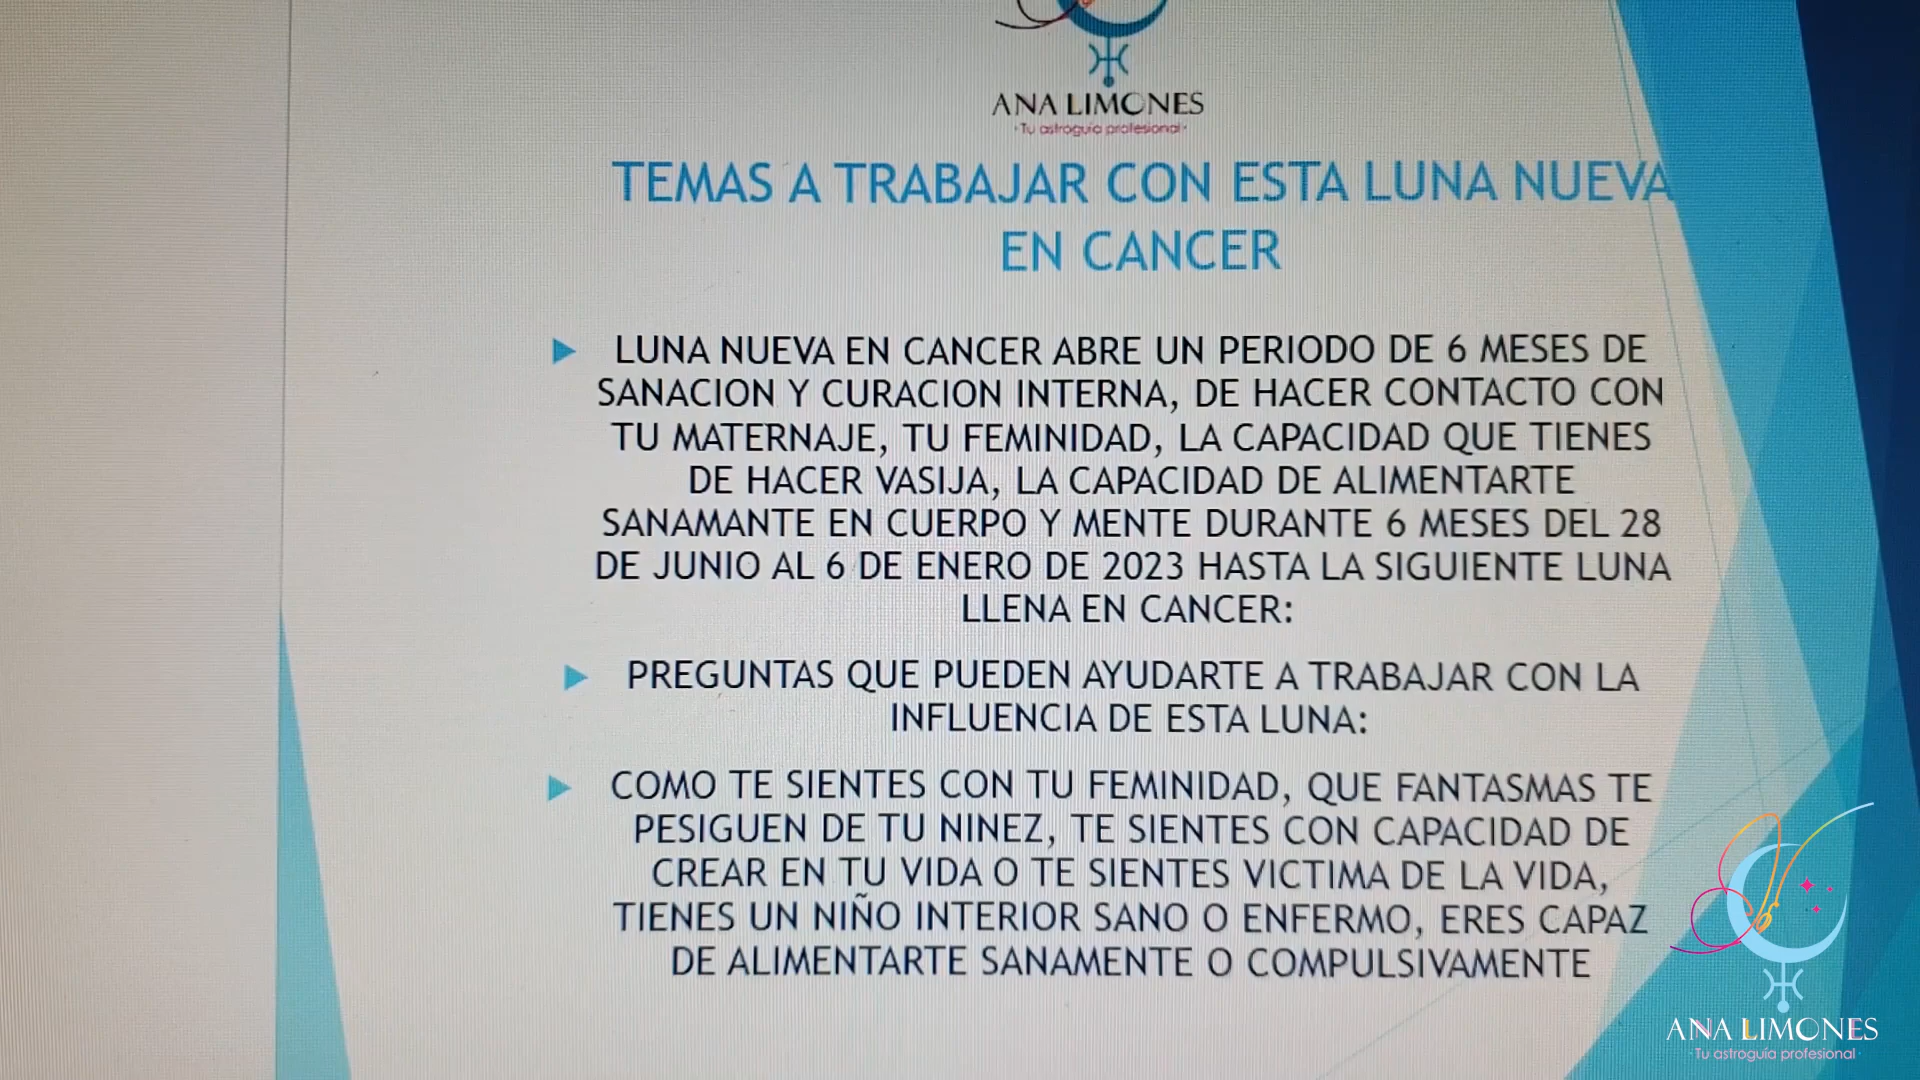 ANA LIMONES
· Tu astroguía profesional ·
TEMAS A TRABAJAR CON ESTA LUNA NUEVA
EN CANCER
LUNA NUEVA EN CANCER ABRE UN PERIODO DE 6 MESES DE
SANACION Y CURACION INTERNA, DE HACER CONTACTO CON
TU MATERNAJE, TU FEMINIDAD, LA CAPACIDAD QUE TIENES
DE HACER VASIJA, LA CAPACIDAD DE ALIMENTARTE
SANAMANTE EN CUERPO Y MENTE DURANTE 6 MESES DEL 28
DE JUNIO AL 6 DE ENERO DE 2023 HASTA LA SIGUIENTE LUNA
LLENA EN CANCER:
PREGUNTAS QUE PUEDEN AYUDARTE A TRABAJAR CON LA
INFLUENCIA DE ESTA LUNA:
COMO TE SIENTES CON TU FEMINIDAD, QUE FANTASMAS TE
PESIGUEN DE TU NINEZ, TE SIENTES CON CAPACIDAD DE
CREAR EN TU VIDA O TE SIENTES VICTIMA DE LA VIDA,
TIENES UN NIÑO INTERIOR SANO O ENFERMO, ERES CAPAZ
DE ALIMENTARTE SANAMENTE O COMPULSIVAMENTE
ANA LIMONES
· Tu astroguía profesional ·